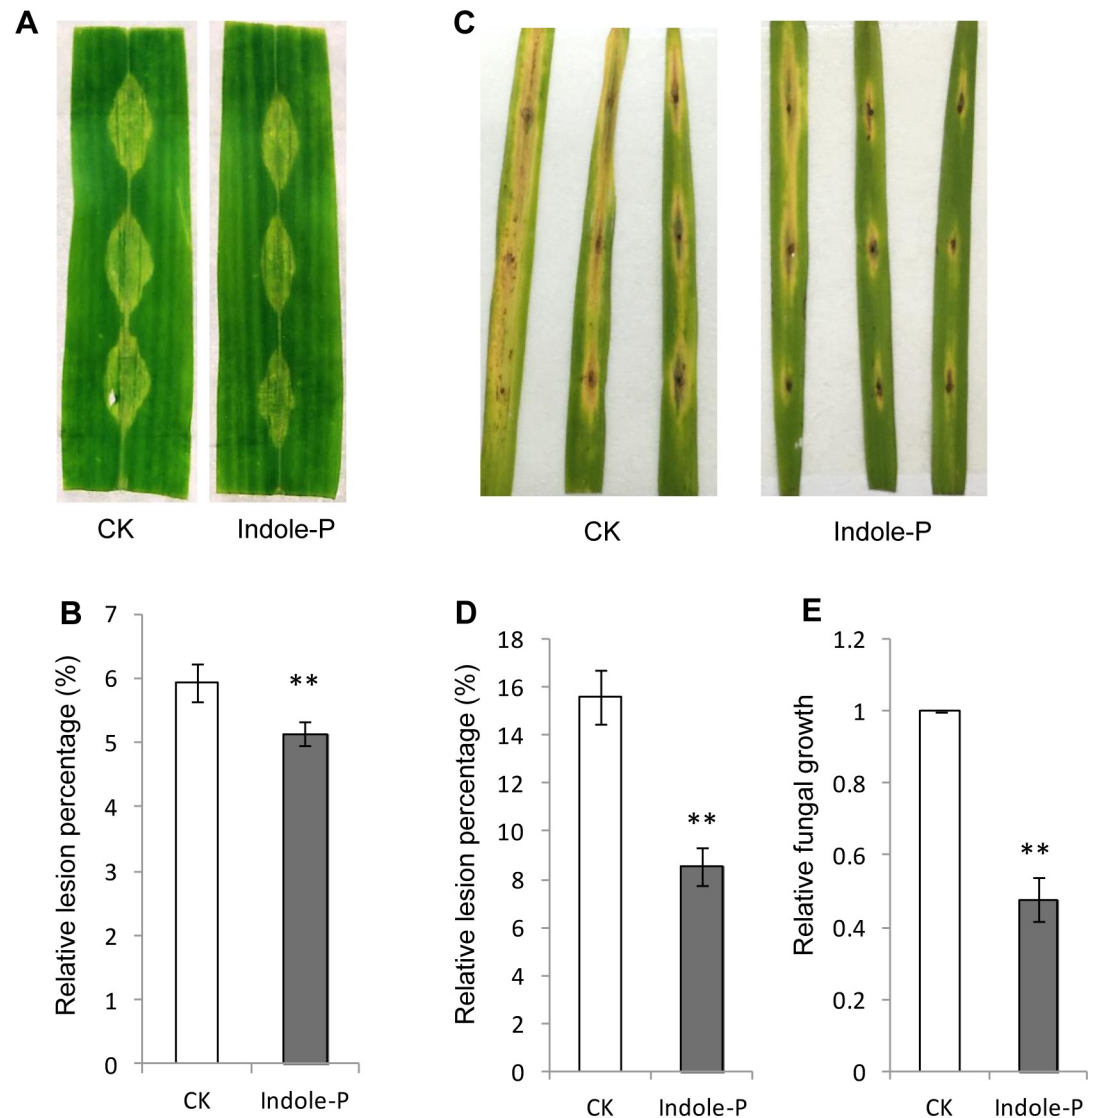 A
C
CK
Indole-P
CK
Indole-P
B
Relative lesion percentage (%)
7
6
5
4
3
2
1
0
**
CK
Indole-P
D
Relative lesion percentage (%)
18
16
14
12
10
8
6
4
2
0
**
CK
Indole-P
E
Relative fungal growth
1.2
1
0.8
0.6
0.4
0.2
0
**
CK
Indole-P